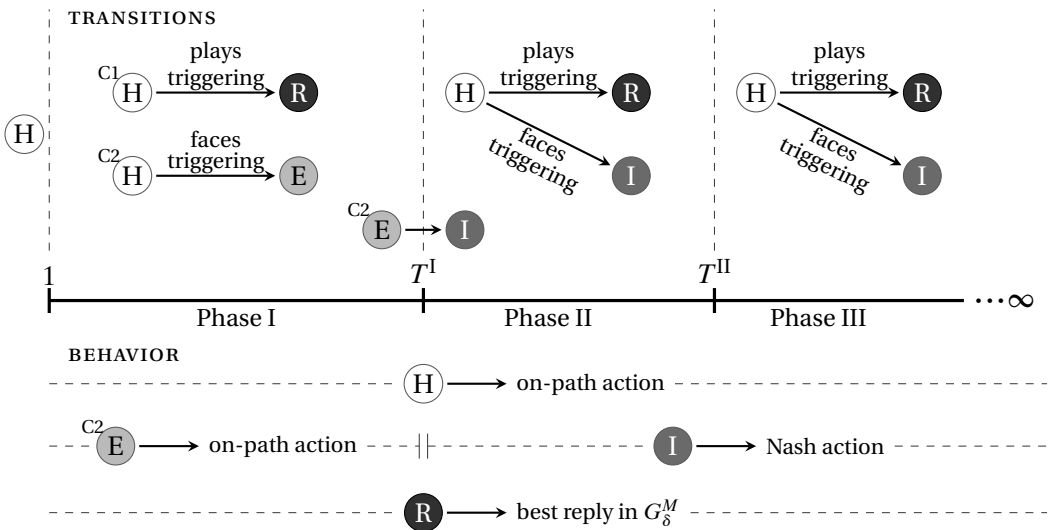 TRANSITIONS
plays
triggering
C1
H
R
faces
triggering
C2
H
E
H
C2
E
I
plays
triggering
H
R
faces
triggering
I
plays
triggering
H
R
faces
triggering
I
1
T^I
T^II
⋯∞
Phase I
Phase II
Phase III
BEHAVIOR
H on-path action
C2
E on-path action
I Nash action
R best reply in G_δ^M